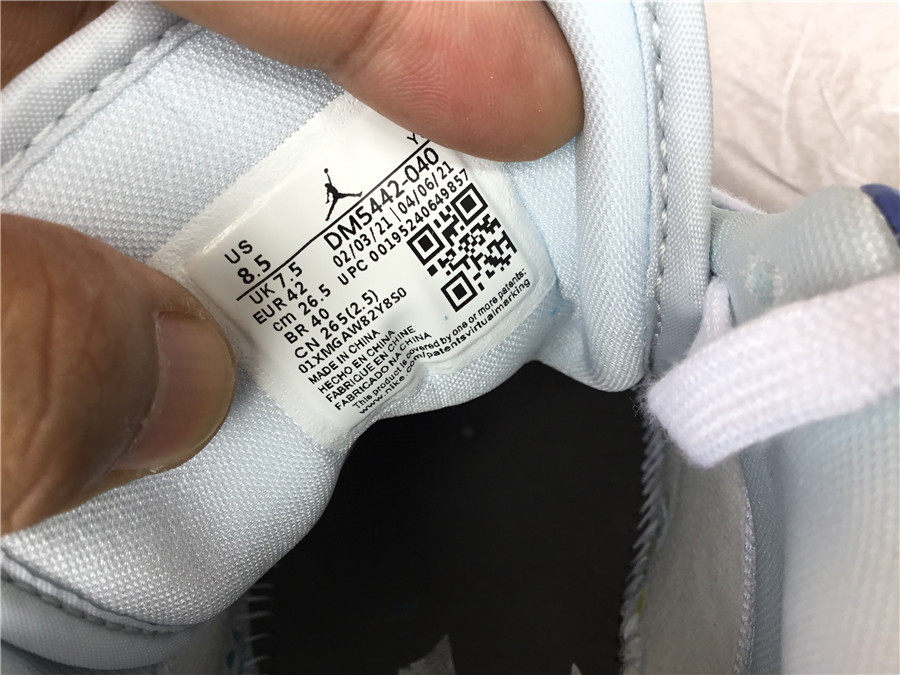 US
8.5
UK 7.5
EUR 42
cm 26.5
BR 40
CN 265(2.5)
01XMGAW82Y850
MADE IN CHINA
HECHO EN CHINA
FABRIQUE EN CHINE
FABRICADO NA CHINA
This product is covered by one or more patents:
www.nike.com/patentsvirtualmarking
DM5442-040
02/03/21 | 04/06/21
UPC 00195240649857